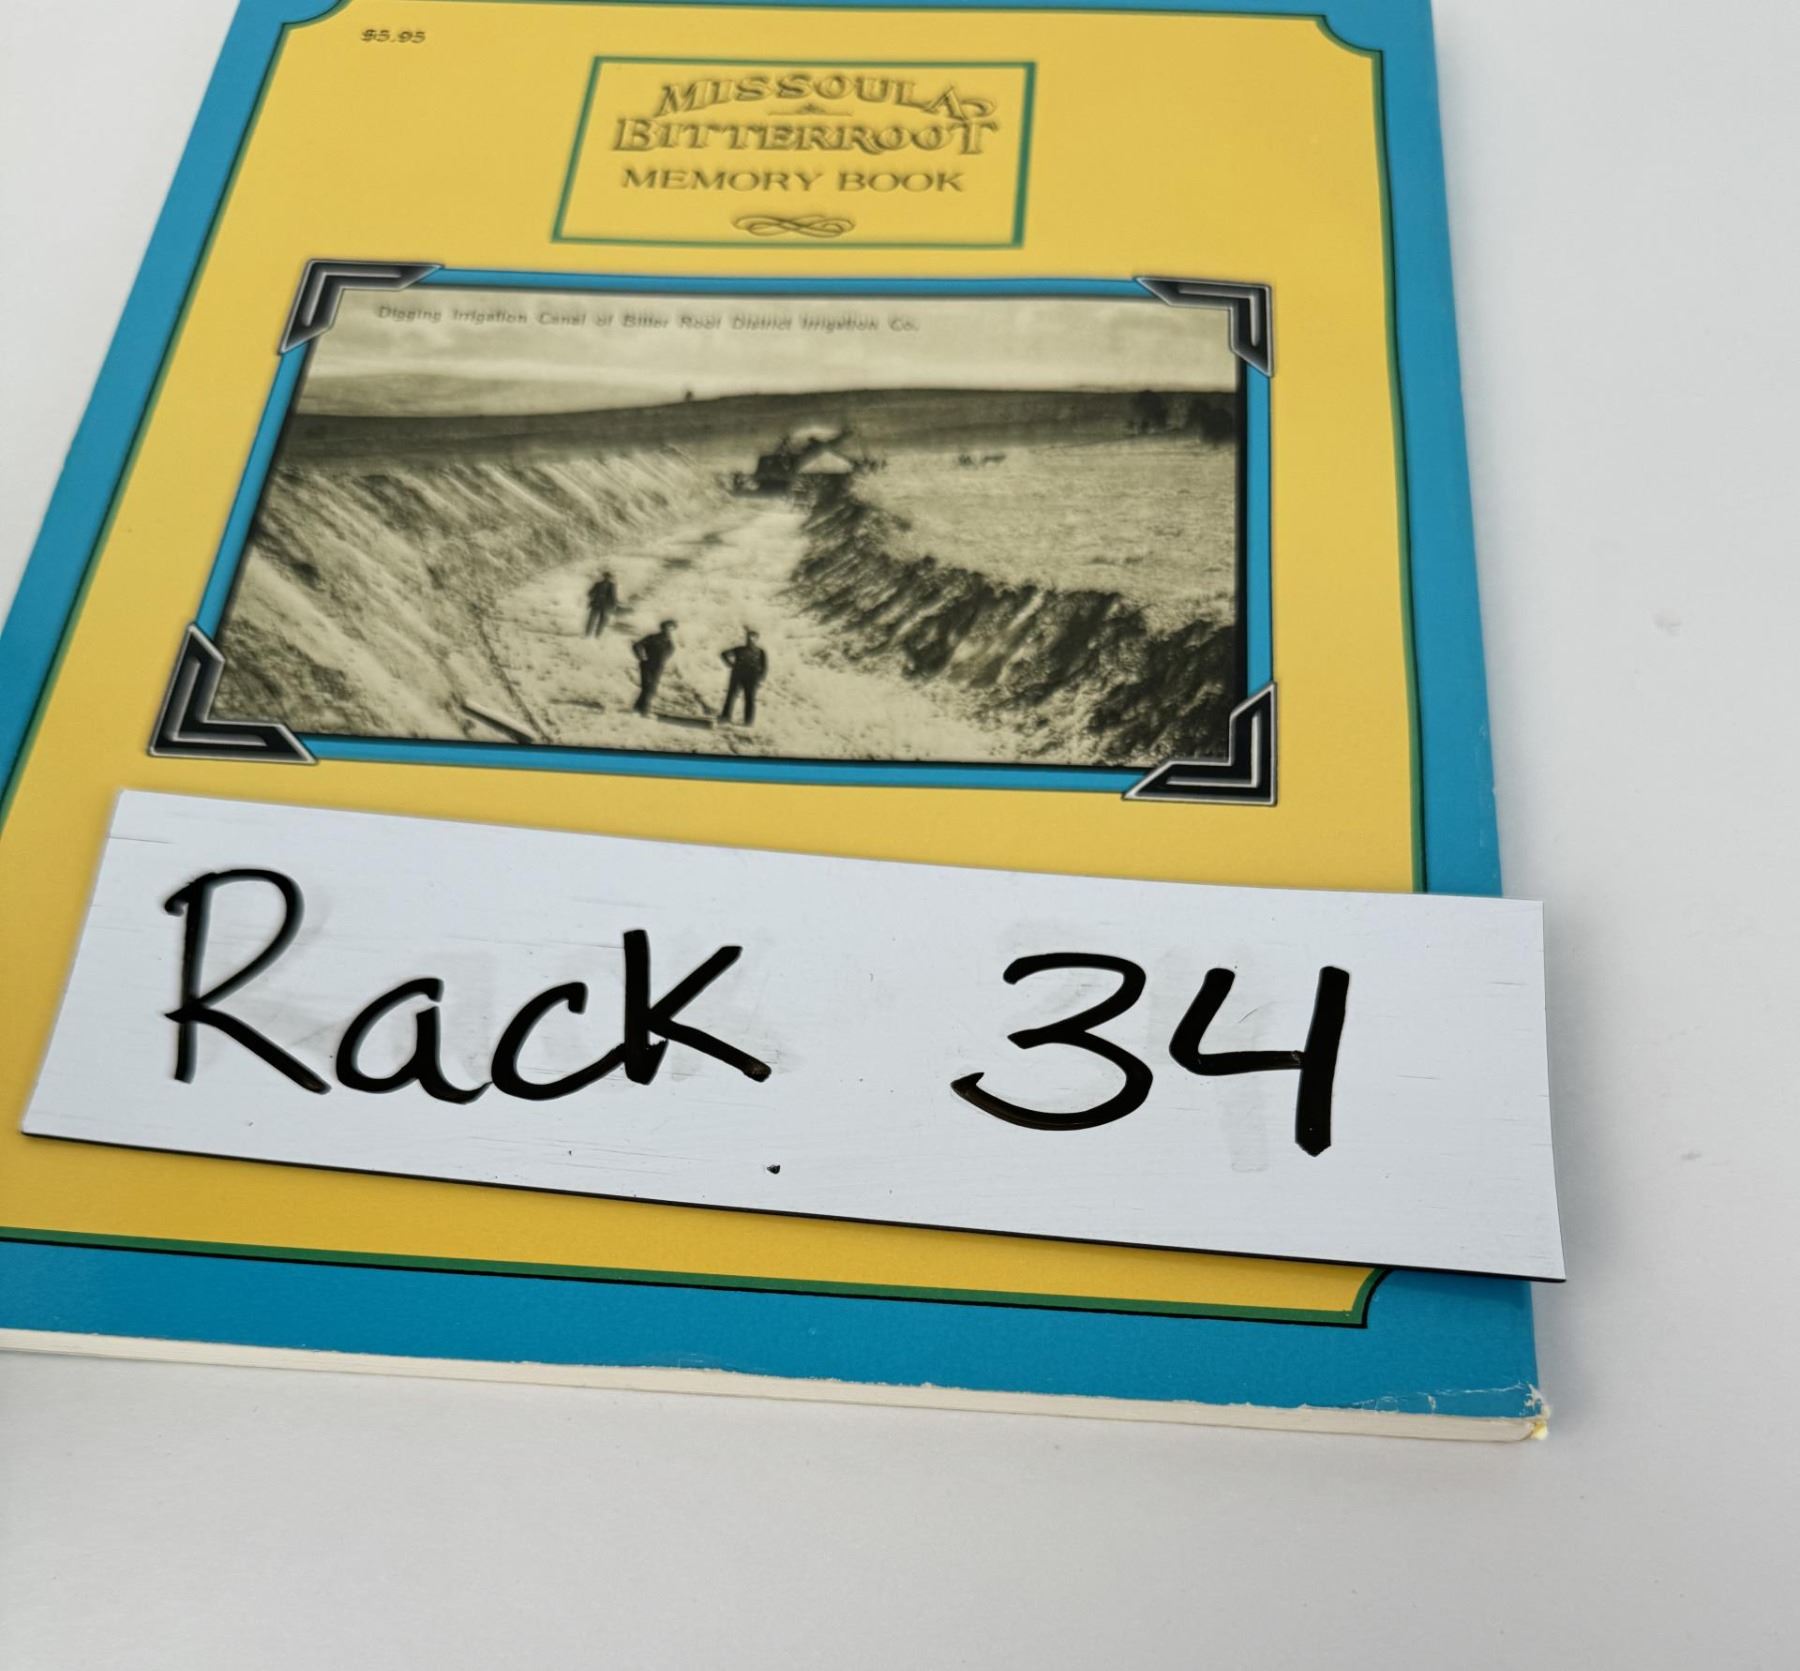 $5.95
MISSOULA
BITTERROOT
MEMORY BOOK
Digging Irrigation Canal of Bitter Root District Irrigation Co.
Rack 34